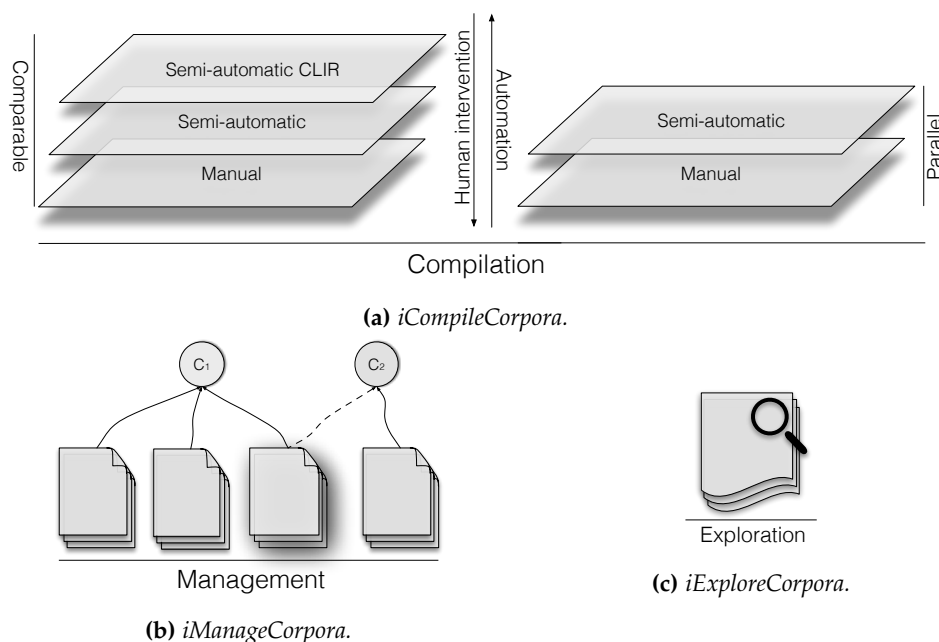 Comparable
Semi-automatic CLIR
Semi-automatic
Manual
Human intervention
Automation
Semi-automatic
Manual
Parallel
Compilation
(a) iCompileCorpora.
C₁
C₂
Management
(b) iManageCorpora.
Exploration
(c) iExploreCorpora.